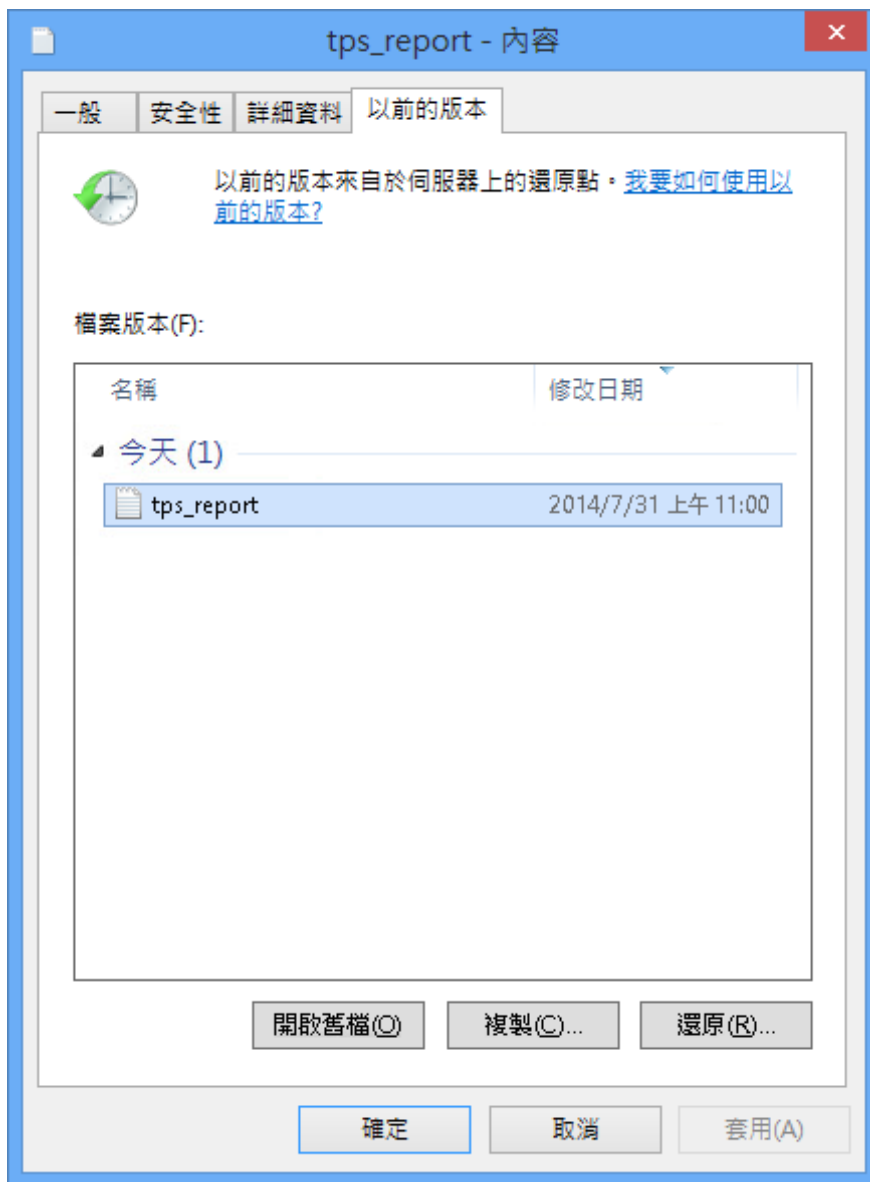 tps_report - 內容
一般 安全性 詳細資料 以前的版本
以前的版本來自於伺服器上的還原點。我要如何使用以
前的版本?
檔案版本(F):
名稱 修改日期
今天 (1)
tps_report 2014/7/31 上午 11:00
開啟舊檔(O) 複製(C)... 還原(R)...
確定 取消 套用(A)